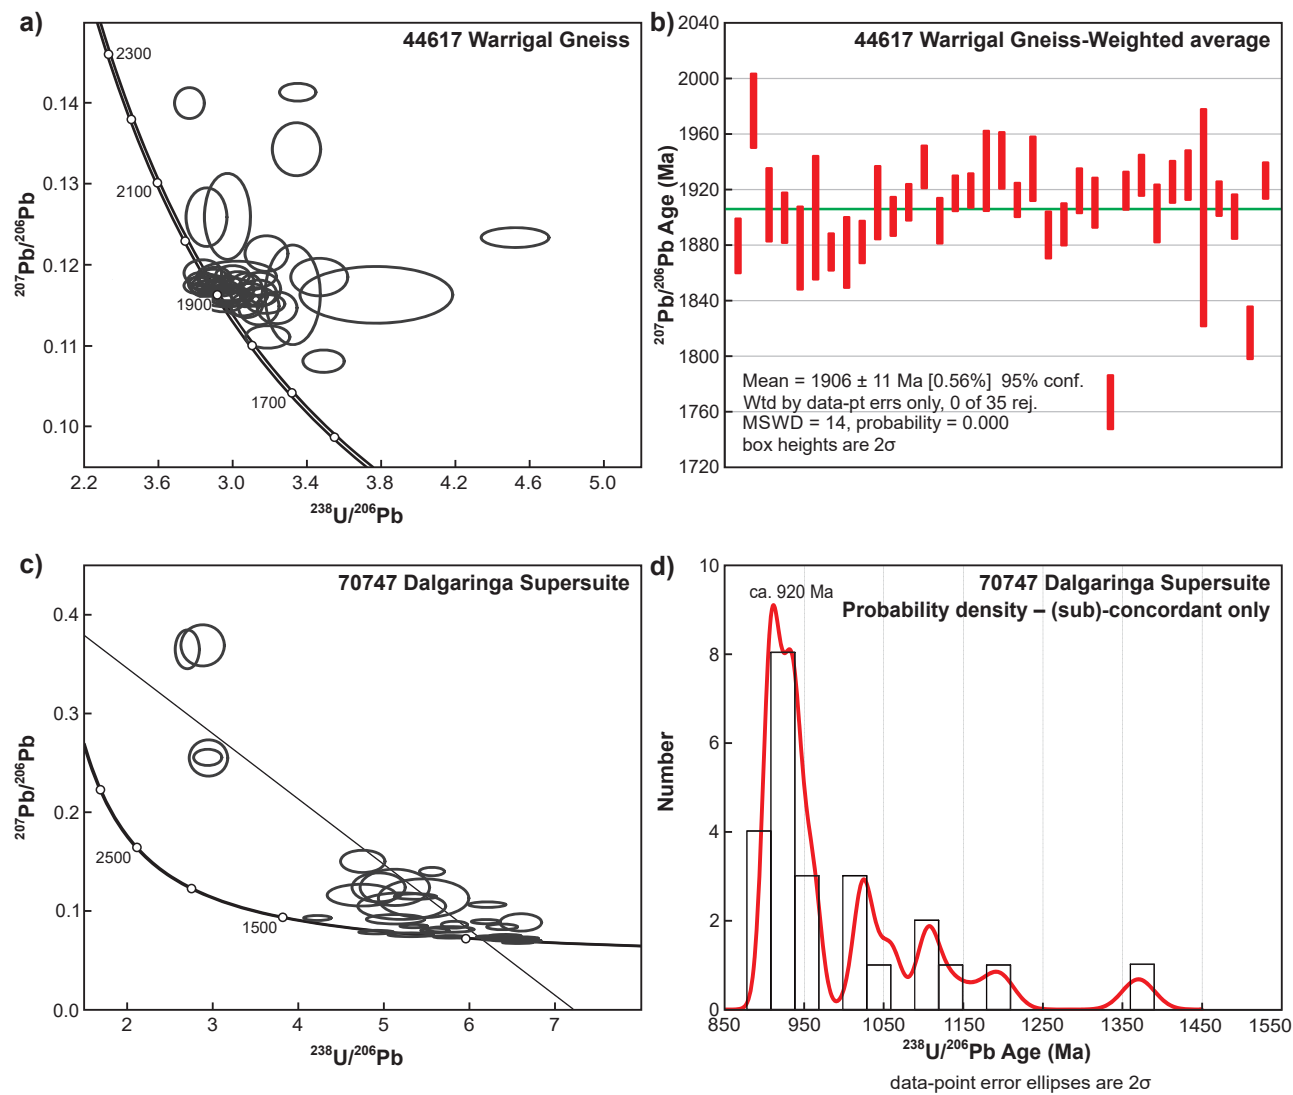 a)
44617 Warrigal Gneiss
2300
2100
1900
1700
0.14
0.13
0.12
0.11
0.10
²⁰⁷Pb/²⁰⁶Pb
2.2 3.6 3.0 3.4 3.8 4.2 4.6 5.0
²³⁸U/²⁰⁶Pb
b)
44617 Warrigal Gneiss-Weighted average
2040
2000
1960
1920
1880
1840
1800
1760
1720
²⁰⁷Pb/²⁰⁶Pb Age (Ma)
Mean = 1906 ± 11 Ma [0.56%] 95% conf.
Wtd by data-pt errs only, 0 of 35 rej.
MSWD = 14, probability = 0.000
box heights are 2σ
c)
70747 Dalgaringa Supersuite
0.4
0.3
0.2
0.1
0.0
²⁰⁷Pb/²⁰⁶Pb
2500
1500
2 3 4 5 6 7
²³⁸U/²⁰⁶Pb
d)
70747 Dalgaringa Supersuite
Probability density – (sub)-concordant only
ca. 920 Ma
10
8
6
4
2
0
Number
850 950 1050 1150 1250 1350 1450 1550
²³⁸U/²⁰⁶Pb Age (Ma)
data-point error ellipses are 2σ